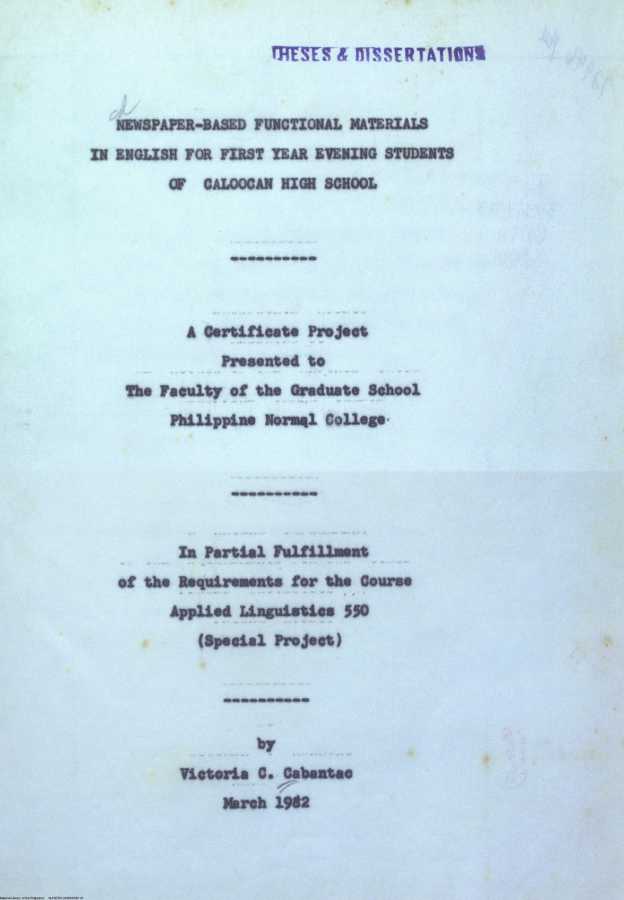 THESES & DISSERTATIONS
NEWSPAPER-BASED FUNCTIONAL MATERIALS
IN ENGLISH FOR FIRST YEAR EVENING STUDENTS
OF CALOOCAN HIGH SCHOOL
----------
A Certificate Project
Presented to
The Faculty of the Graduate School
Philippine Normal College
----------
In Partial Fulfillment
of the Requirements for the Course
Applied Linguistics 550
(Special Project)
----------
by
Victoria C. Cabantac
March 1982